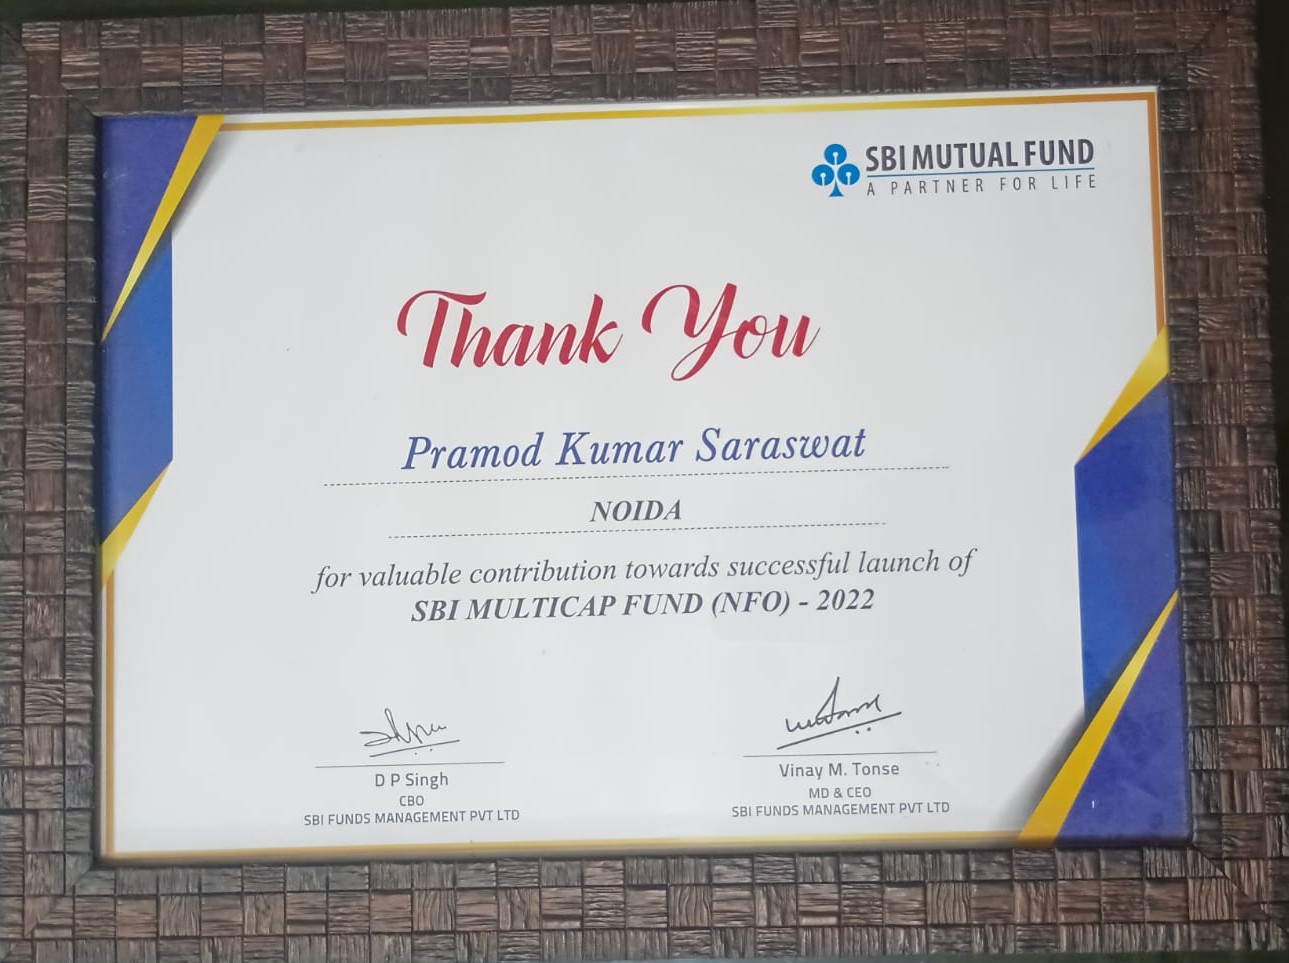 SBI MUTUAL FUND
A PARTNER FOR LIFE
Thank You
Pramod Kumar Saraswat
NOIDA
for valuable contribution towards successful launch of
SBI MULTICAP FUND (NFO) - 2022
D P Singh
CBO
SBI FUNDS MANAGEMENT PVT LTD
Vinay M. Tonse
MD & CEO
SBI FUNDS MANAGEMENT PVT LTD